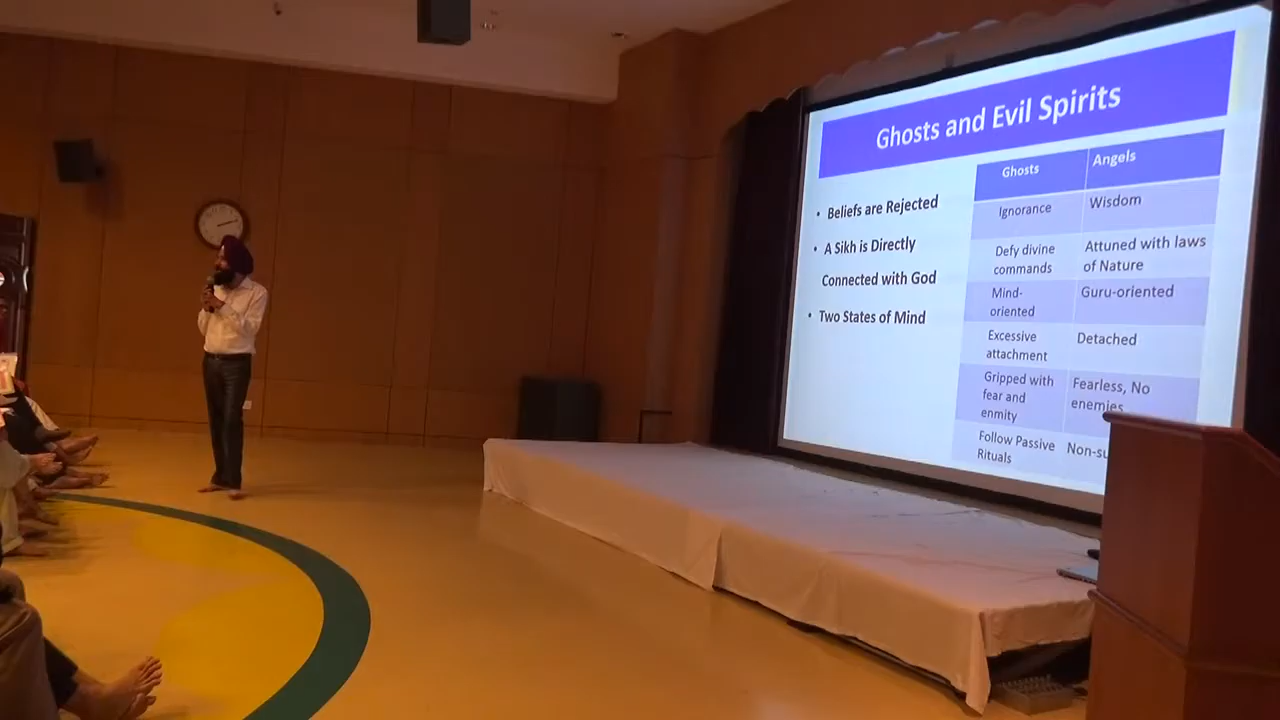 Ghosts and Evil Spirits
• Beliefs are Rejected
• A Sikh is Directly
Connected with God
• Two States of Mind
Ghosts Angels
Ignorance Wisdom
Defy divine
commands
Attuned with laws
of Nature
Mind-
oriented
Guru-oriented
Excessive
attachment
Detached
Gripped with
fear and
enmity
Fearless, No
enemies
Follow Passive
Rituals